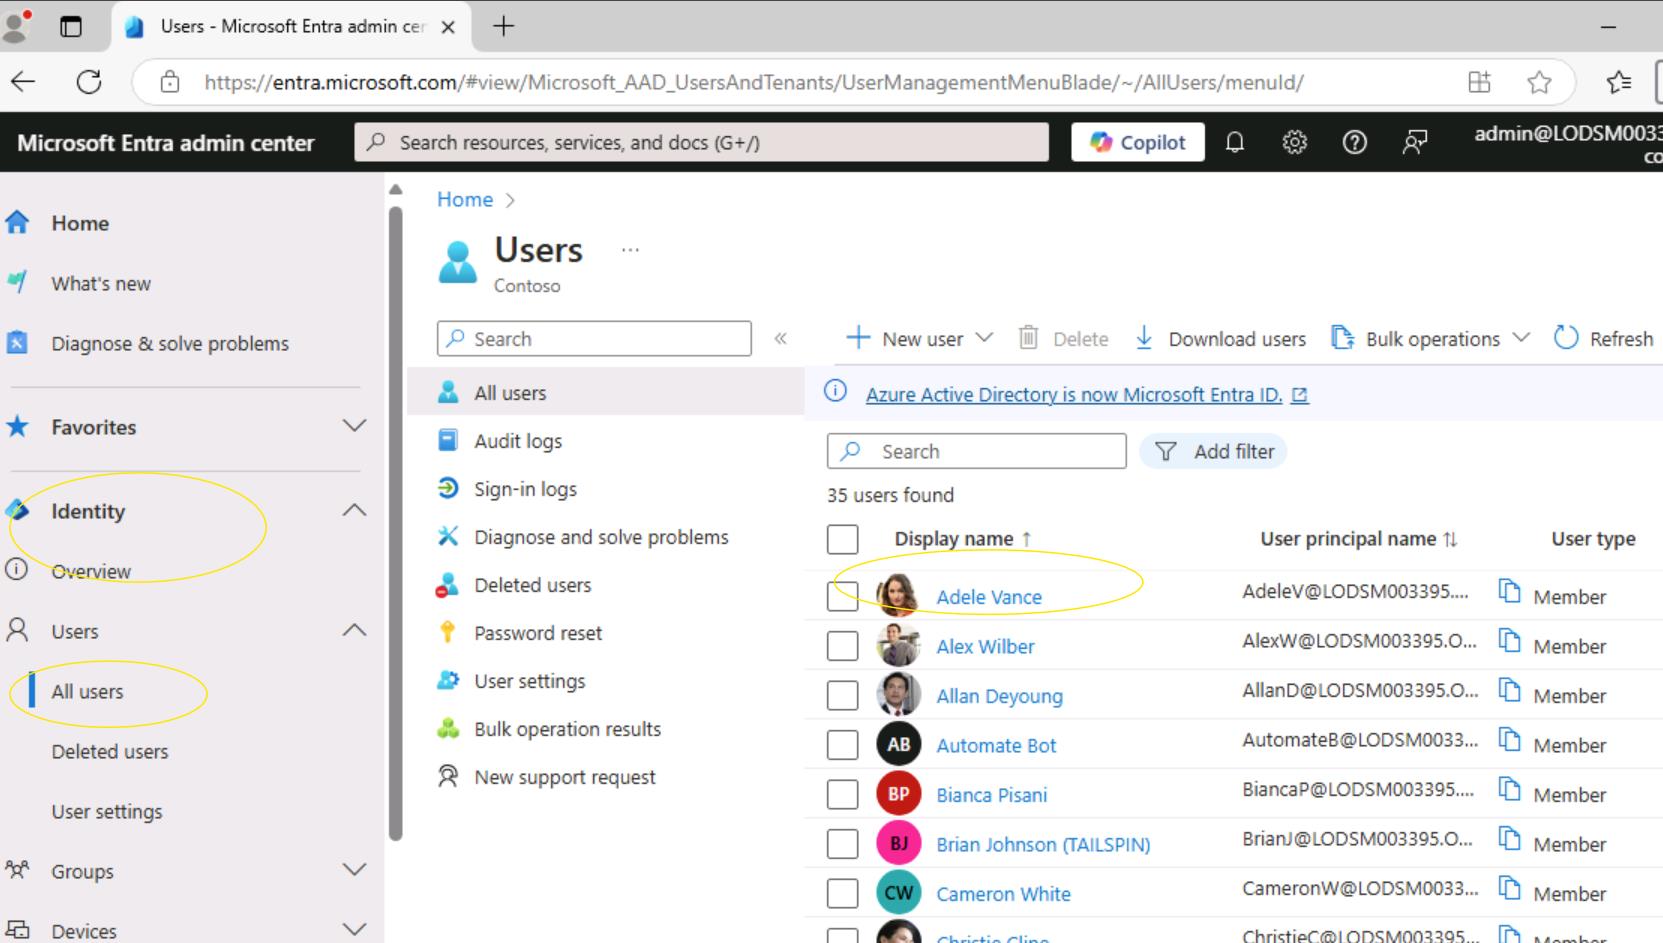 Users - Microsoft Entra admin cer
https://entra.microsoft.com/#view/Microsoft_AAD_UsersAndTenants/UserManagementMenuBlade/~/AllUsers/menuId/
Microsoft Entra admin center
Search resources, services, and docs (G+/)
Copilot
admin@LODSM0033
co
Home
What's new
Diagnose & solve problems
Favorites
Identity
Overview
Users
All users
Deleted users
User settings
Groups
Devices
Home >
Users ...
Contoso
Search
All users
Audit logs
Sign-in logs
Diagnose and solve problems
Deleted users
Password reset
User settings
Bulk operation results
New support request
New user Delete Download users Bulk operations Refresh
Azure Active Directory is now Microsoft Entra ID.
Search Add filter
35 users found
Display name ↑ User principal name ↑↓ User type
Adele Vance AdeleV@LODSM003395.... Member
Alex Wilber AlexW@LODSM003395.O... Member
Allan Deyoung AllanD@LODSM003395.O... Member
AB Automate Bot AutomateB@LODSM0033... Member
BP Bianca Pisani BiancaP@LODSM003395.... Member
BJ Brian Johnson (TAILSPIN) BrianJ@LODSM003395.O... Member
CW Cameron White CameronW@LODSM0033... Member
Christie Cline ChristieC@LODSM003395... Member